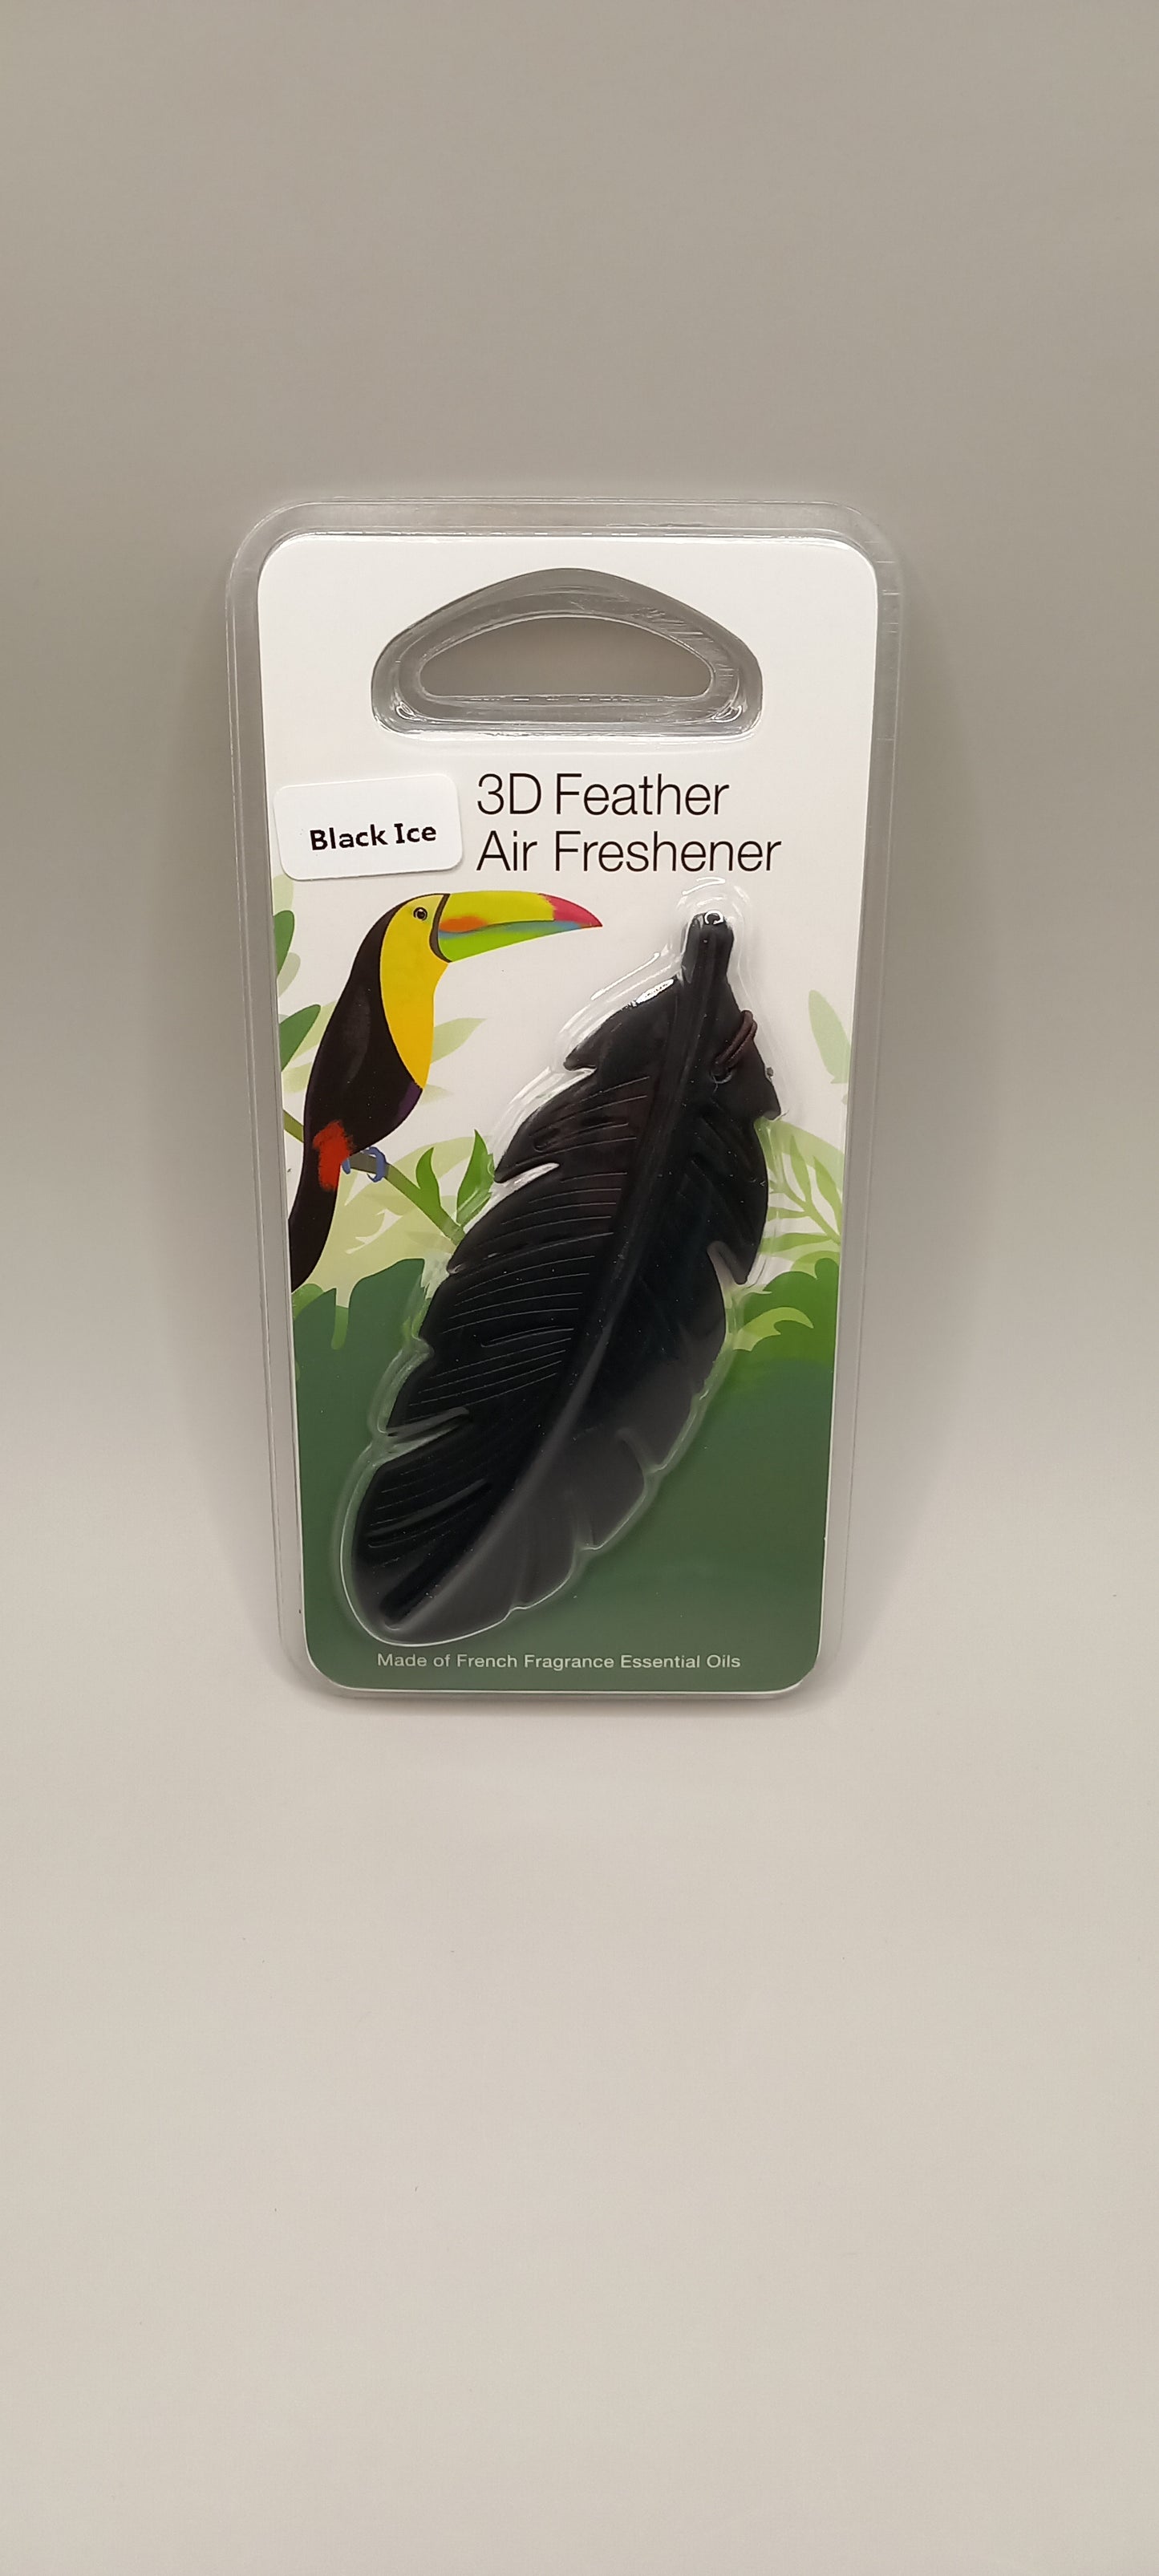 3D Feather
Air Freshener
Black Ice
Made of French Fragrance Essential Oils